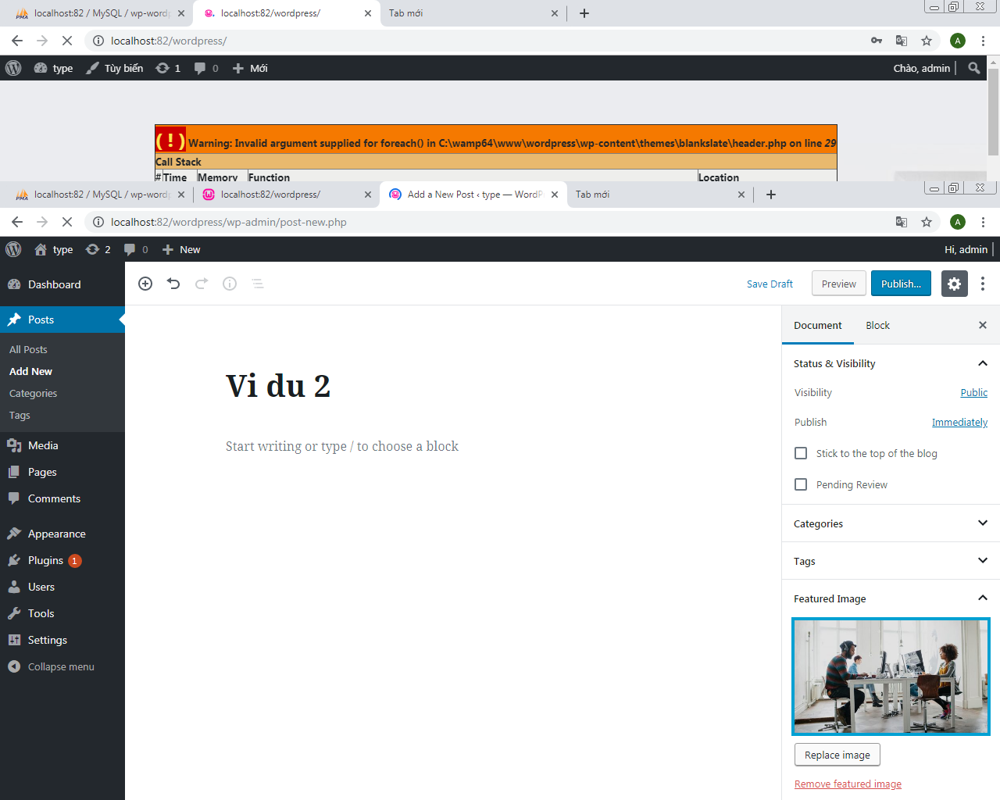 localhost:82 / MySQL / wp-wordp
localhost:82/wordpress/
Tab mới
localhost:82/wordpress/
A
type
Tùy biến
1
0
Mới
Chào, admin
( ! ) Warning: Invalid argument supplied for foreach() in C:\wamp64\www\wordpress\wp-content\themes\blankslate\header.php on line 29
Call Stack
# Time Memory Function Location
localhost:82 / MySQL / wp-wordp
localhost:82/wordpress/
Add a New Post ‹ type — WordPr
Tab mới
localhost:82/wordpress/wp-admin/post-new.php
A
type
2
0
New
Hi, admin
Dashboard
Save Draft
Preview
Publish...
Posts
All Posts
Add New
Categories
Tags
Media
Pages
Comments
Appearance
Plugins 1
Users
Tools
Settings
Collapse menu
Vi du 2
Start writing or type / to choose a block
Document
Block
Status & Visibility
Visibility Public
Publish Immediately
Stick to the top of the blog
Pending Review
Categories
Tags
Featured Image
Replace image
Remove featured image